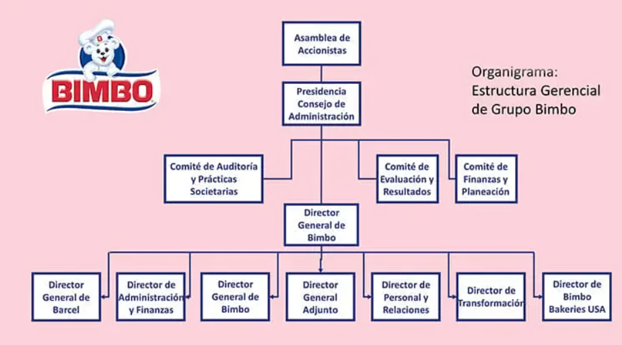 Asamblea de
Accionistas
BIMBO
Presidencia
Consejo de
Administración
Organigrama:
Estructura Gerencial
de Grupo Bimbo
Comité de Auditoría
y Prácticas
Societarias
Comité de
Evaluación y
Resultados
Comité de
Finanzas y
Planeación
Director
General de
Bimbo
Director
General de
Barcel
Director de
Administración
y Finanzas
Director
General de
Bimbo
Director
General
Adjunto
Director de
Personal y
Relaciones
Director de
Transformación
Director de
Bimbo
Bakeries USA